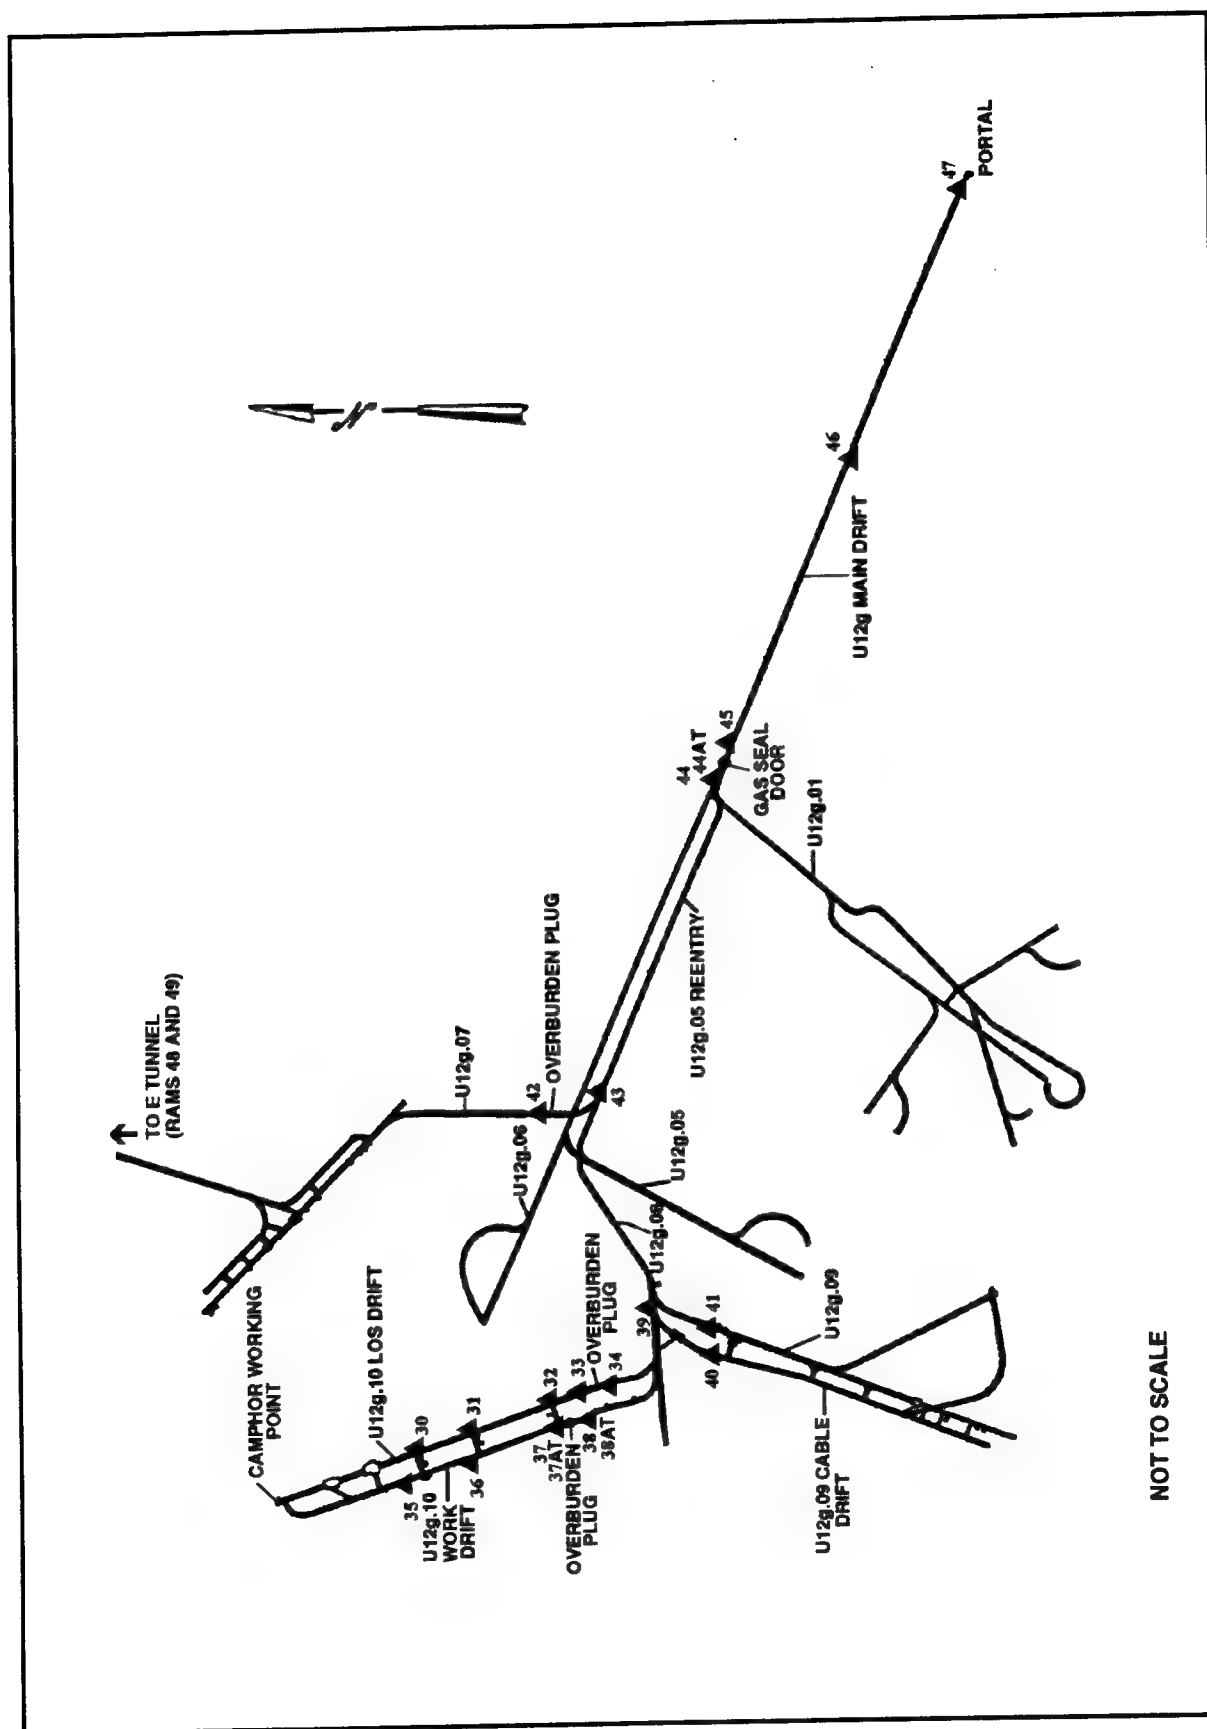 TO E TUNNEL
(RAMS 48 AND 49)
CAMPHOR WORKING
POINT
U12g.10 LOS DRIFT
U12g.07
42
OVERBURDEN PLUG
U12g.06
43
N
47
PORTAL
46
U12g MAIN DRIFT
45
44
44AT
GAS SEAL
DOOR
U12g.01
U12g.05 REENTRY
U12g.05
U12g.08
OVERBURDEN
PLUG
30
31
32
33
34
35
U12g.10
WORK
DRIFT
36
37
37AT
OVERBURDEN
PLUG
38
38AT
39
40
41
U12g.09
U12g.09 CABLE
DRIFT
NOT TO SCALE